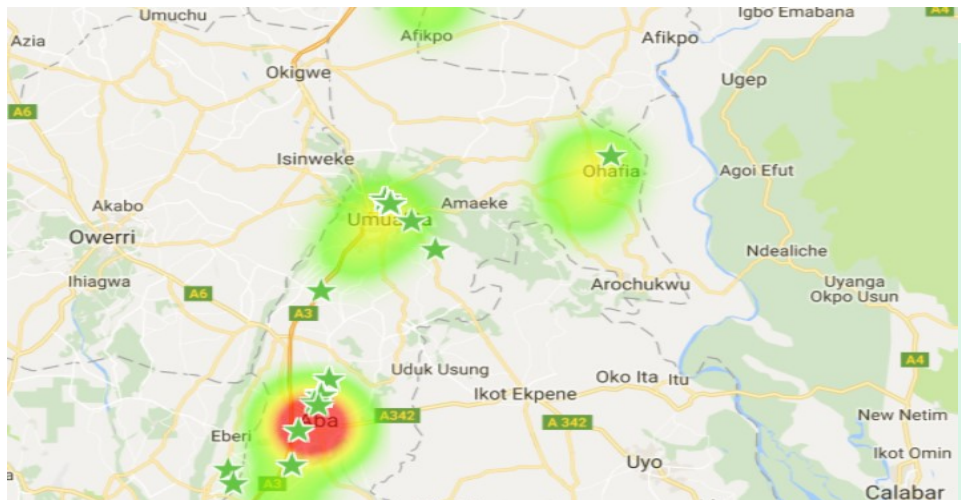 Umuchu
Igbo Emabana
A4
Azia
Afikpo
Afikpo
Okigwe
Ugep
A6
Isinweke
Ohafia
Agoi Efut
Akabo
Amaeke
Umuahia
Owerri
Ndealiche
Ihiagwa
Arochukwu
Uyanga
Okpo Usun
A6
A3
A4
Uduk Usung
Oko Ita
Itu
Ikot Ekpene
Aba
A342
A 342
New Netim
Eberi
Ikot Omin
Uyo
A3
Calabar